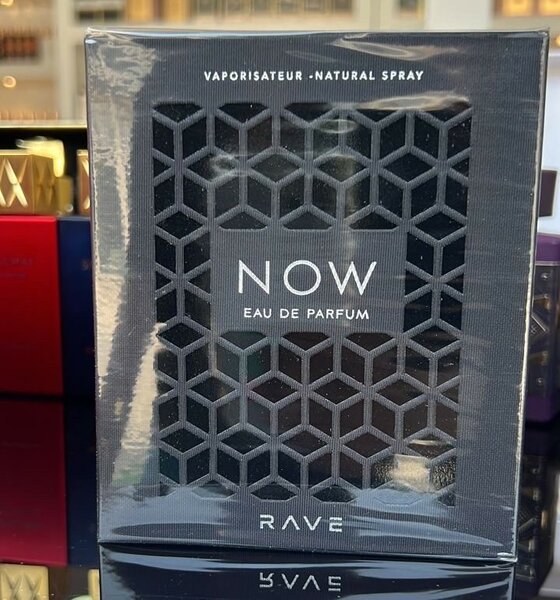 VAPORISATEUR -NATURAL SPRAY
NOW
EAU DE PARFUM
RAVE